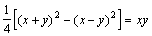 1/4[(x + y)² − (x − y)²] = xy